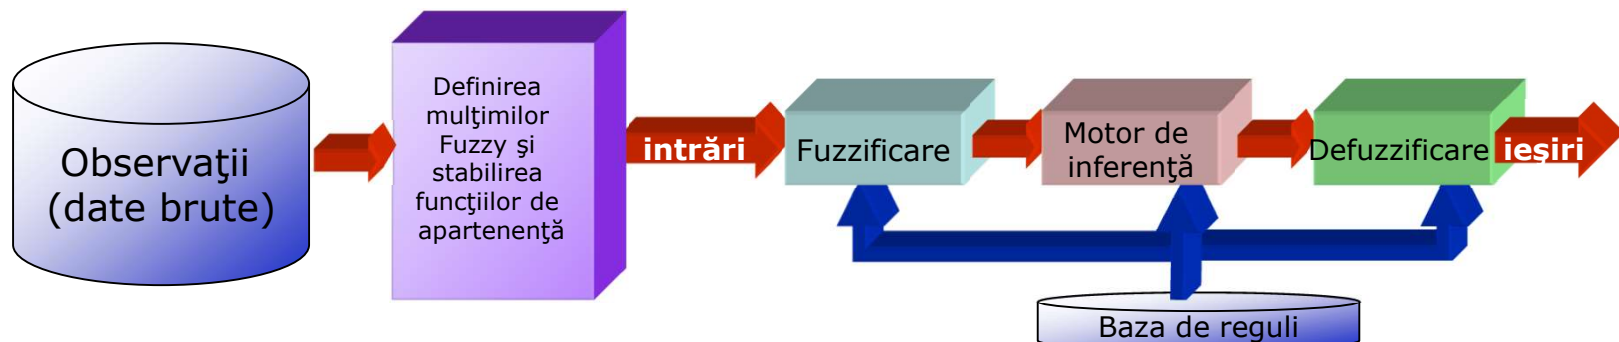 Observaţii
(date brute)
Definirea
mulţimilor
Fuzzy şi
stabilirea
funcţiilor de
apartenenţă
intrări
Fuzzificare
Motor de
inferenţă
Defuzzificare
ieşiri
Baza de reguli